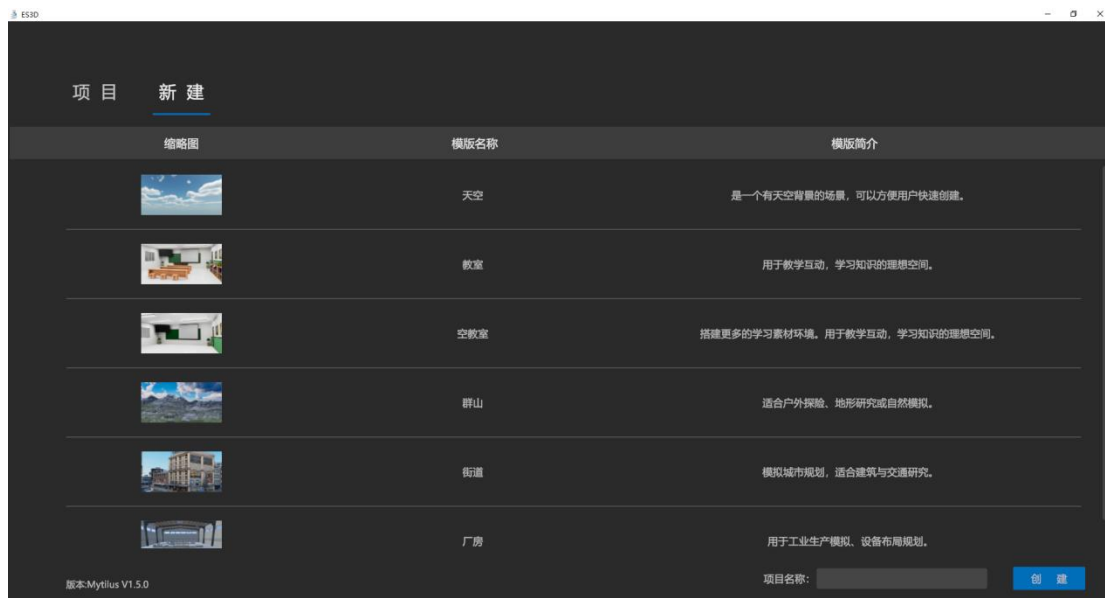 ES3D
项目 新建
缩略图 模版名称 模版简介
天空 是一个有天空背景的场景，可以方便用户快速创建。
教室 用于教学互动，学习知识的理想空间。
空教室 搭建更多的学习素材环境。用于教学互动，学习知识的理想空间。
群山 适合户外探险、地形研究或自然模拟。
街道 模拟城市规划，适合建筑与交通研究。
厂房 用于工业生产模拟、设备布局规划。
版本:Mytilus V1.5.0 项目名称： 创 建